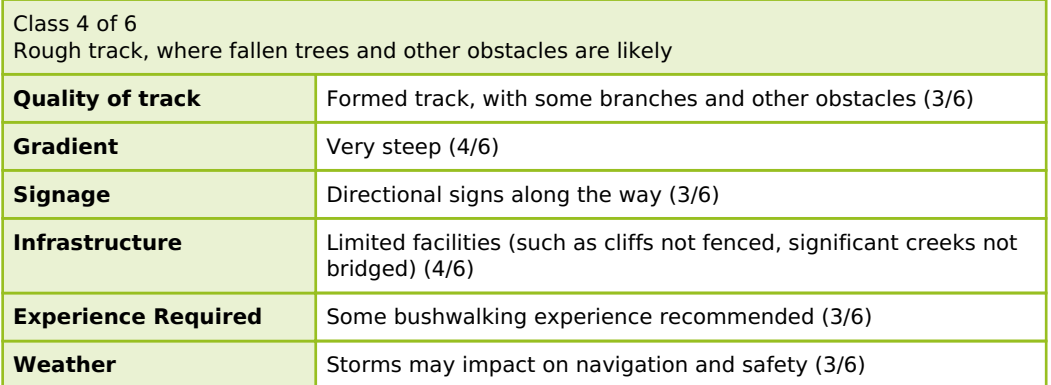 Class 4 of 6
Rough track, where fallen trees and other obstacles are likely
Quality of track Formed track, with some branches and other obstacles (3/6)
Gradient Very steep (4/6)
Signage Directional signs along the way (3/6)
Infrastructure Limited facilities (such as cliffs not fenced, significant creeks not
bridged) (4/6)
Experience Required Some bushwalking experience recommended (3/6)
Weather Storms may impact on navigation and safety (3/6)